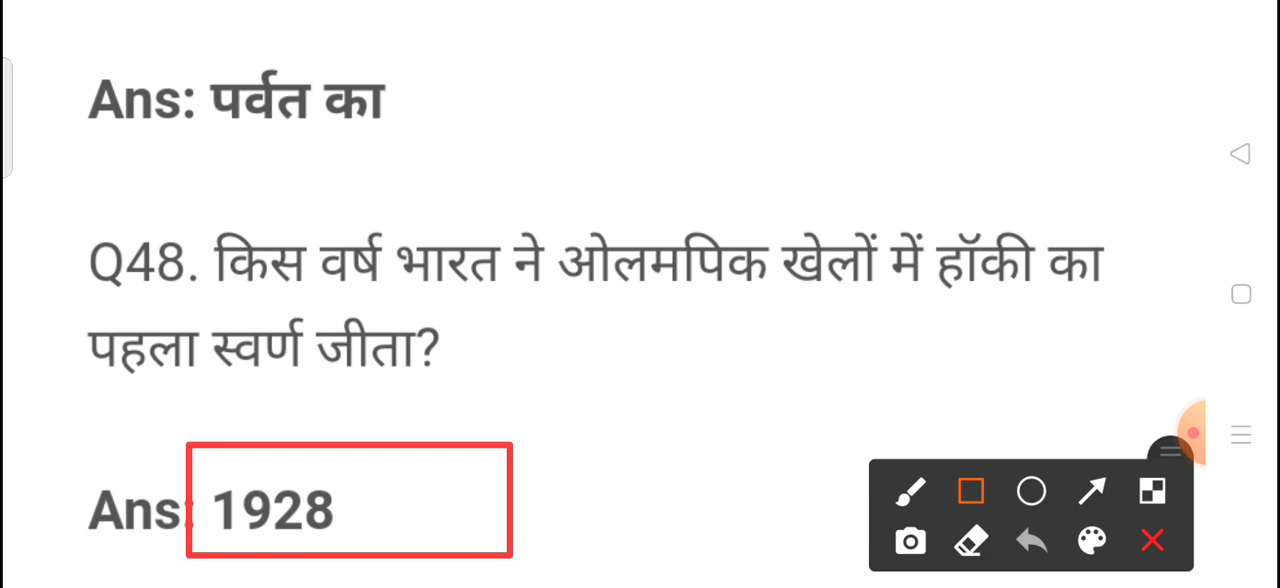 Ans: पर्वत का
Q48. किस वर्ष भारत ने ओलमपिक खेलों में हॉकी का
पहला स्वर्ण जीता?
Ans: 1928